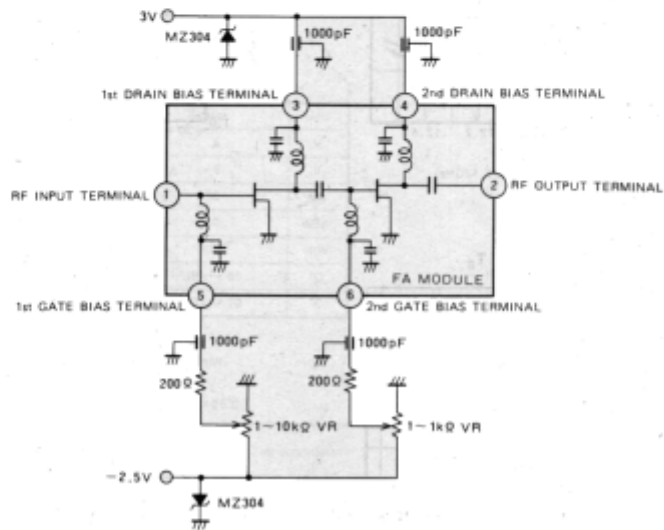 3V
MZ304
1000pF
1000pF
1st DRAIN BIAS TERMINAL
3
4
2nd DRAIN BIAS TERMINAL
RF INPUT TERMINAL
1
2
RF OUTPUT TERMINAL
FA MODULE
1st GATE BIAS TERMINAL
5
6
2nd GATE BIAS TERMINAL
1000pF
1000pF
200Ω
200Ω
1~10kΩ VR
1~1kΩ VR
-2.5V
MZ304